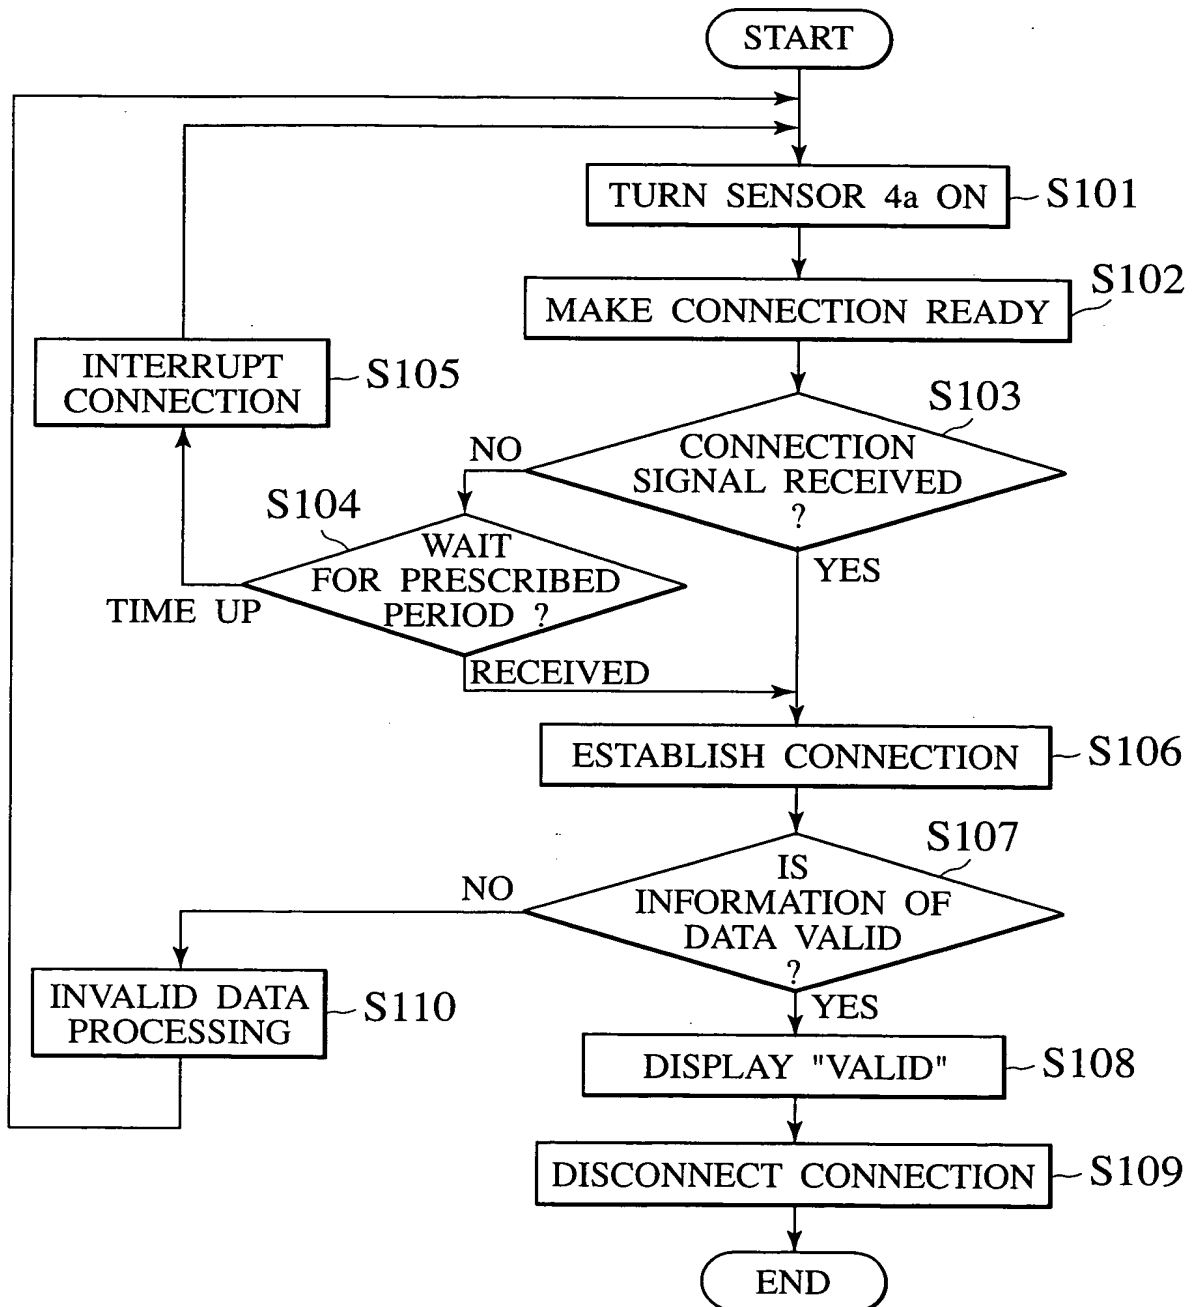 START
TURN SENSOR 4a ON
S101
S102
MAKE CONNECTION READY
INTERRUPT
CONNECTION
S105
S103
CONNECTION
SIGNAL RECEIVED
?
NO
YES
S104
WAIT
FOR PRESCRIBED
PERIOD ?
TIME UP
RECEIVED
ESTABLISH CONNECTION
S106
S107
IS
INFORMATION OF
DATA VALID
?
NO
YES
INVALID DATA
PROCESSING
S110
DISPLAY "VALID"
S108
DISCONNECT CONNECTION
S109
END